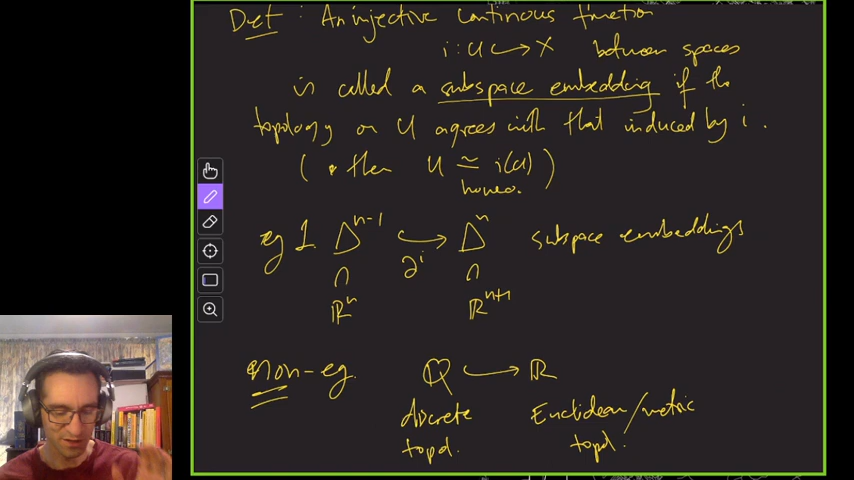 Def : An injective continuous function
i : U ↪ X between spaces
is called a subspace embedding if the
topology on U agrees with that induced by i.
( * then U ≃ i(U) )
homeo.
eg 1. Δ^{n-1} ↪ Δ^n subspace embeddings
∂^i
∩ ∩
ℝ^n ℝ^{n+1}
non-eg. ℚ ↪ ℝ
discrete Euclidean/metric
topol. topol.